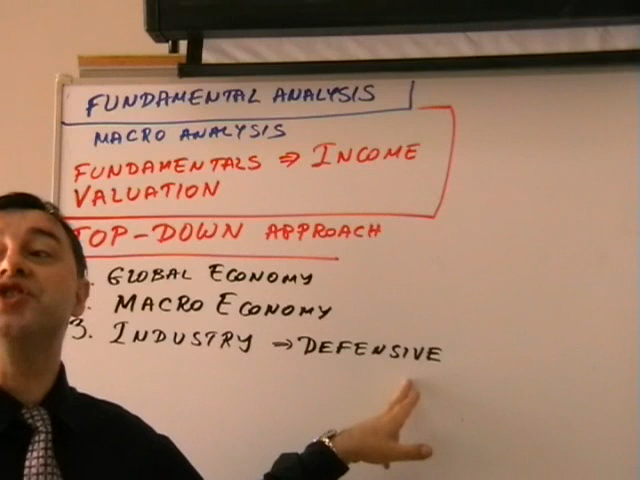 FUNDAMENTAL ANALYSIS
MACRO ANALYSIS
FUNDAMENTALS ⇒ INCOME
VALUATION
TOP-DOWN APPROACH
. GLOBAL ECONOMY
. MACRO ECONOMY
3. INDUSTRY → DEFENSIVE